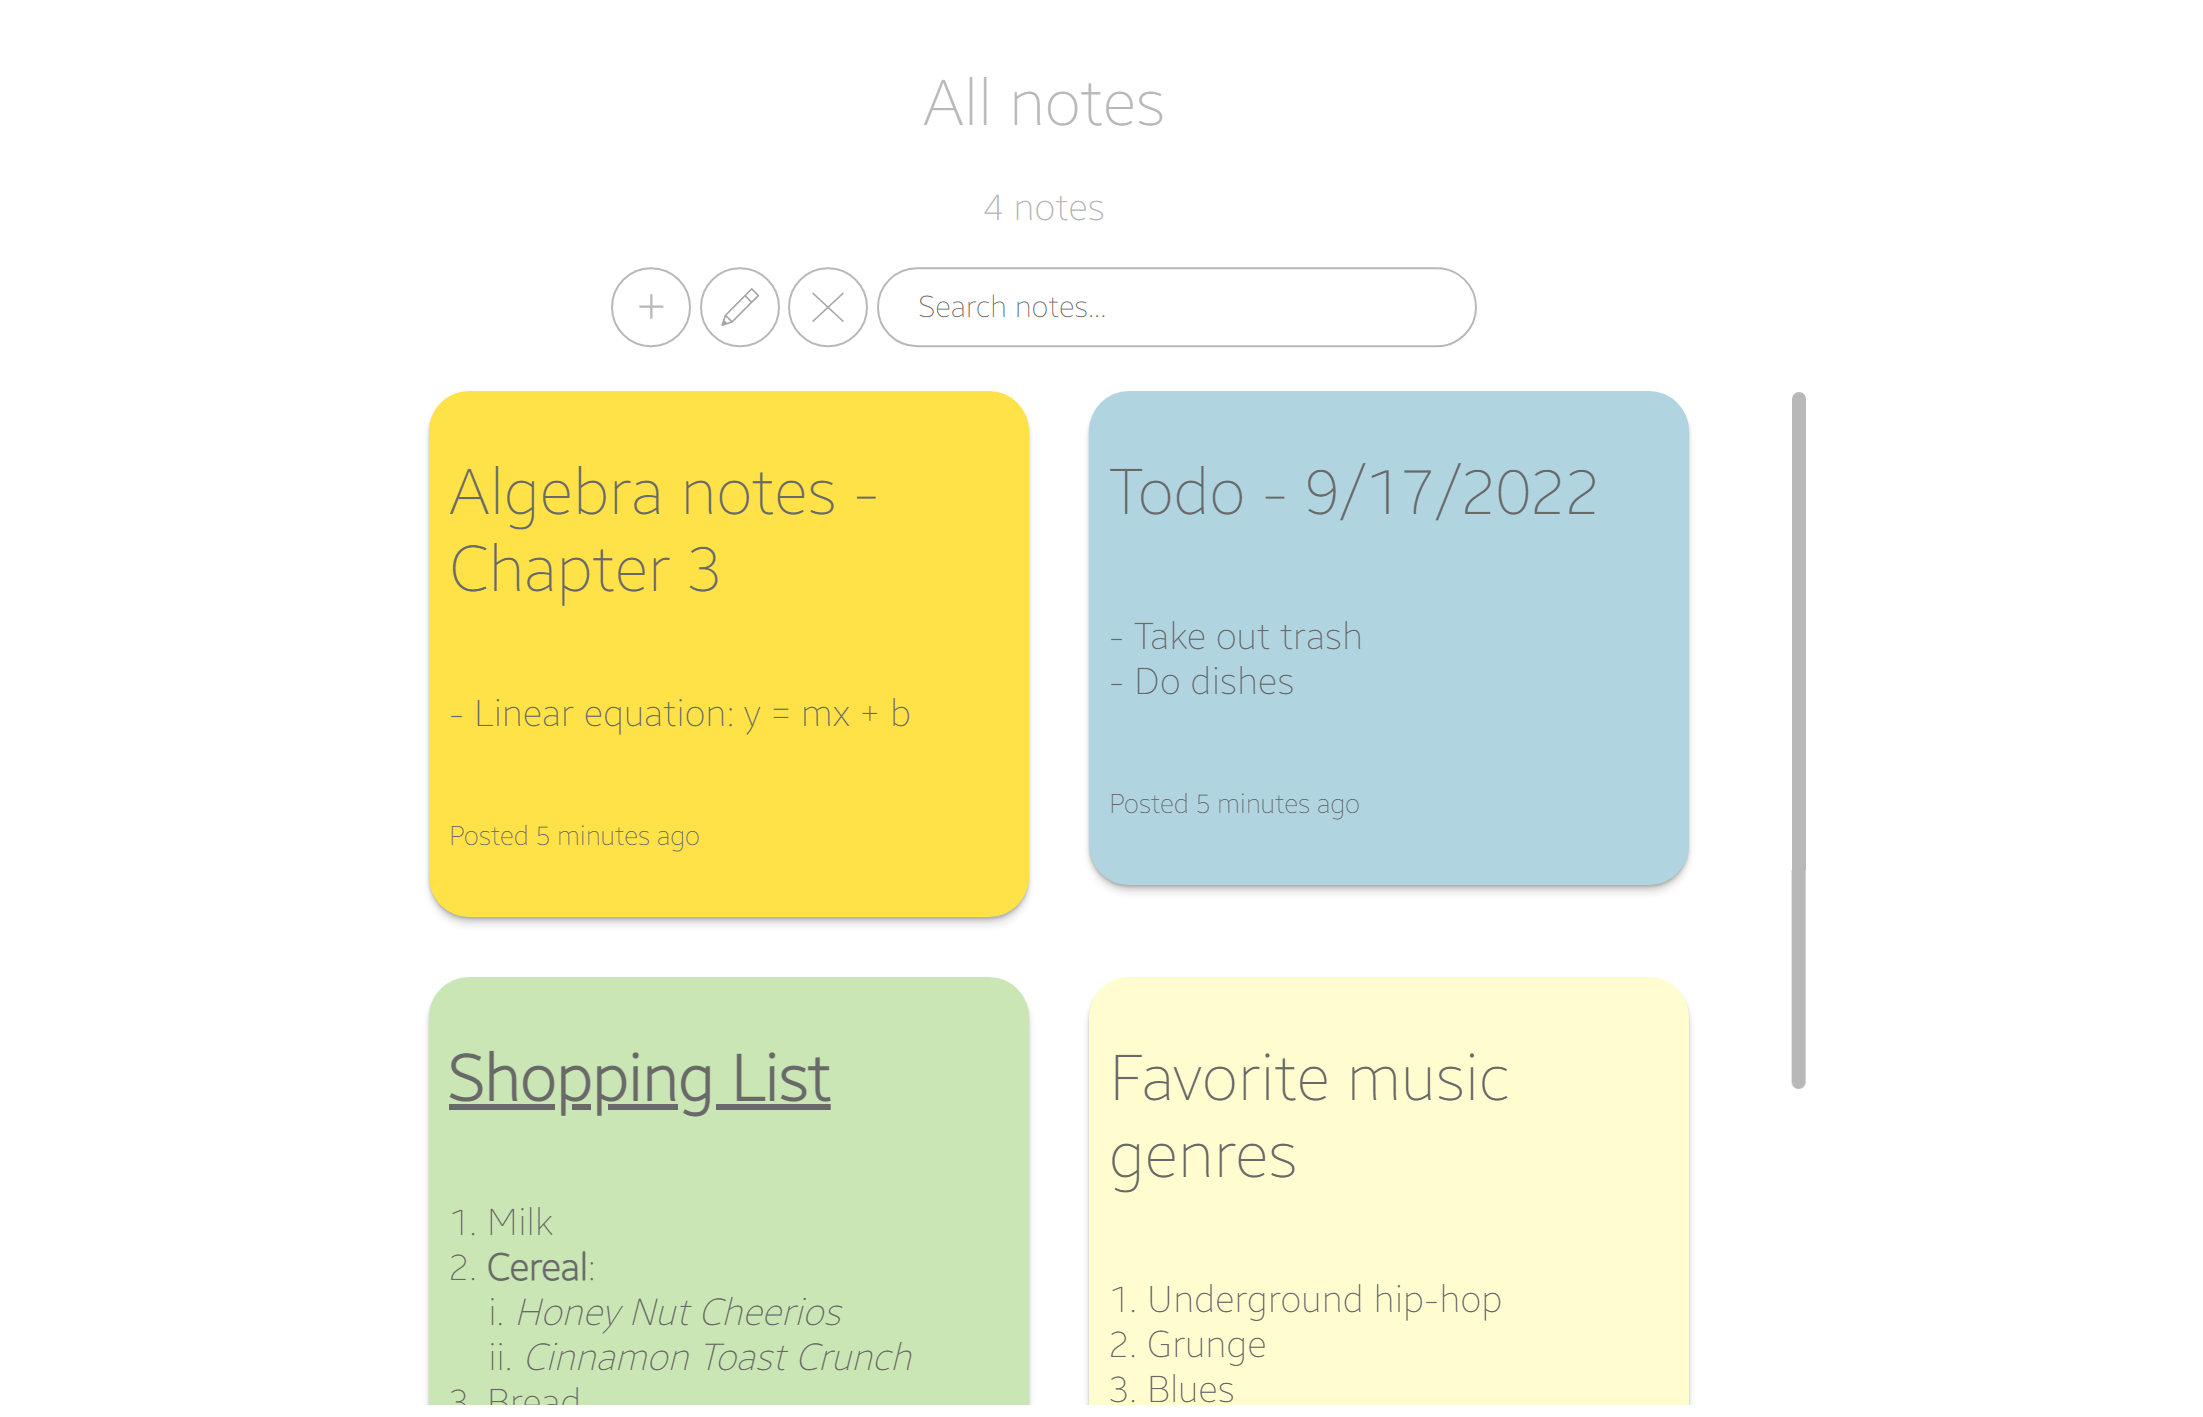 All notes
4 notes
Search notes...
Algebra notes -
Chapter 3
- Linear equation: y = mx + b
Posted 5 minutes ago
Todo - 9/17/2022
- Take out trash
- Do dishes
Posted 5 minutes ago
Shopping List
1. Milk
2. Cereal:
i. Honey Nut Cheerios
ii. Cinnamon Toast Crunch
3. Bread
Favorite music
genres
1. Underground hip-hop
2. Grunge
3. Blues